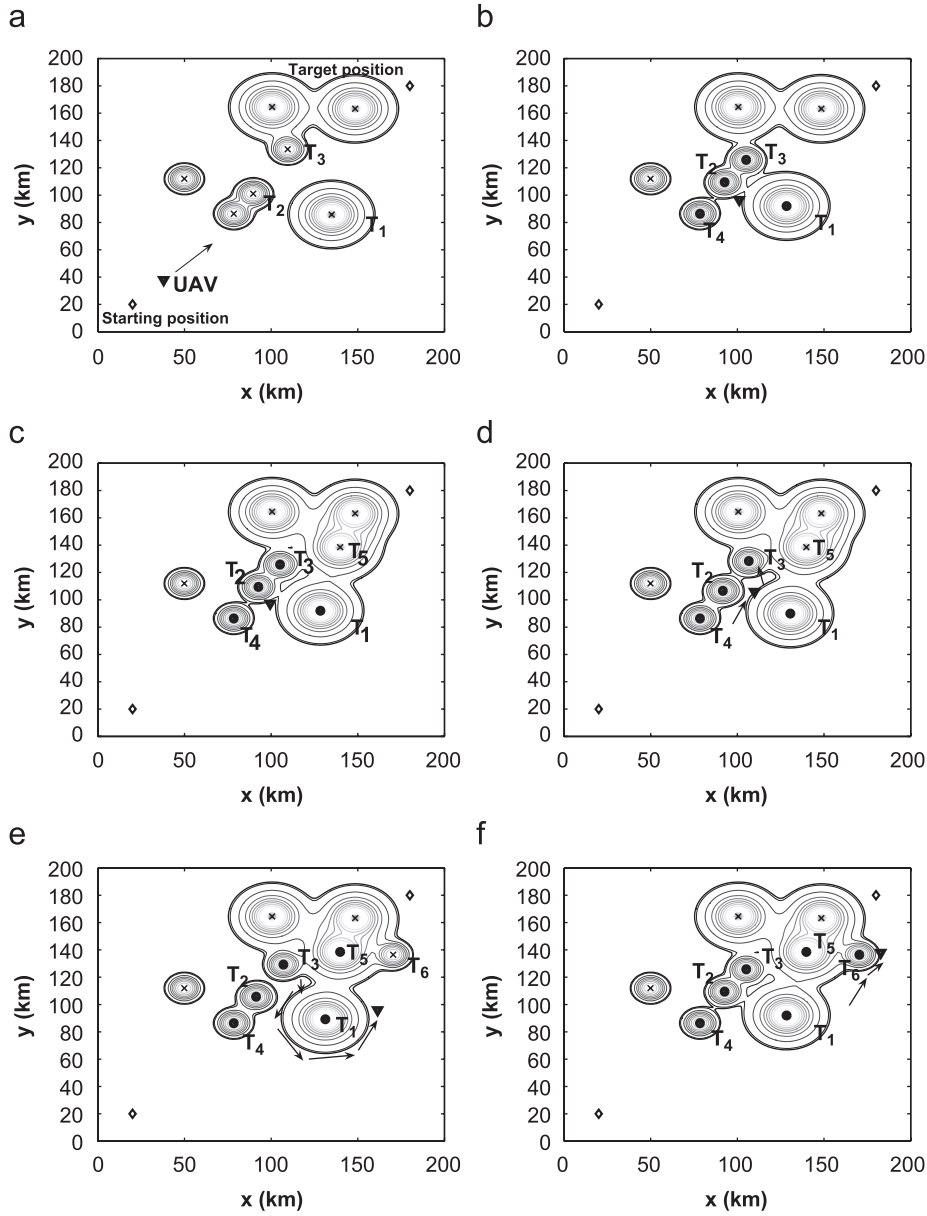 a
200
180
160
140
120
100
80
60
40
20
0
y (km)
Target position
T3
T2
T1
UAV
Starting position
0 50 100 150 200
x (km)
b
200
180
160
140
120
100
80
60
40
20
0
y (km)
T2 T3
T4 T1
0 50 100 150 200
x (km)
c
200
180
160
140
120
100
80
60
40
20
0
y (km)
T2 T3 T5
T4 T1
0 50 100 150 200
x (km)
d
200
180
160
140
120
100
80
60
40
20
0
y (km)
T2 T3 T5
T4 T1
0 50 100 150 200
x (km)
e
200
180
160
140
120
100
80
60
40
20
0
y (km)
T2 T3 T5 T6
T4 T1
0 50 100 150 200
x (km)
f
200
180
160
140
120
100
80
60
40
20
0
y (km)
T2 T3 T5 T6
T4 T1
0 50 100 150 200
x (km)